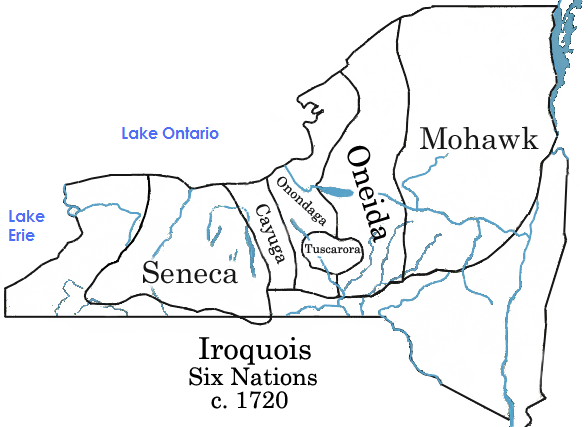 Lake Ontario
Mohawk
Oneida
Onondaga
Lake
Erie
Cayuga
Tuscarora
Seneca
Iroquois
Six Nations
c. 1720